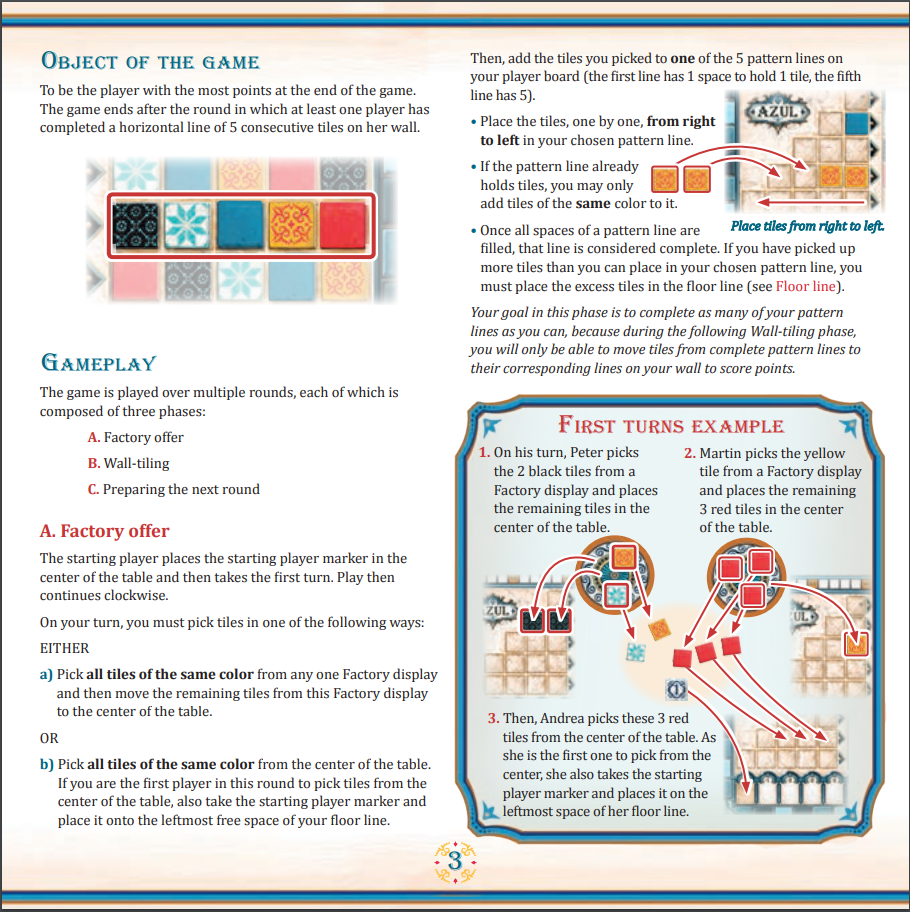 OBJECT OF THE GAME
To be the player with the most points at the end of the game.
The game ends after the round in which at least one player has
completed a horizontal line of 5 consecutive tiles on her wall.
GAMEPLAY
The game is played over multiple rounds, each of which is
composed of three phases:
A. Factory offer
B. Wall-tiling
C. Preparing the next round
A. Factory offer
The starting player places the starting player marker in the
center of the table and then takes the first turn. Play then
continues clockwise.
On your turn, you must pick tiles in one of the following ways:
EITHER
a) Pick all tiles of the same color from any one Factory display
and then move the remaining tiles from this Factory display
to the center of the table.
OR
b) Pick all tiles of the same color from the center of the table.
If you are the first player in this round to pick tiles from the
center of the table, also take the starting player marker and
place it onto the leftmost free space of your floor line.
Then, add the tiles you picked to one of the 5 pattern lines on
your player board (the first line has 1 space to hold 1 tile, the fifth
line has 5).
• Place the tiles, one by one, from right
to left in your chosen pattern line.
• If the pattern line already
holds tiles, you may only
add tiles of the same color to it.
AZUL
Place tiles from right to left.
• Once all spaces of a pattern line are
filled, that line is considered complete. If you have picked up
more tiles than you can place in your chosen pattern line, you
must place the excess tiles in the floor line (see Floor line).
Your goal in this phase is to complete as many of your pattern
lines as you can, because during the following Wall-tiling phase,
you will only be able to move tiles from complete pattern lines to
their corresponding lines on your wall to score points.
FIRST TURNS EXAMPLE
1. On his turn, Peter picks
the 2 black tiles from a
Factory display and places
the remaining tiles in the
center of the table.
2. Martin picks the yellow
tile from a Factory display
and places the remaining
3 red tiles in the center
of the table.
ZUL
UL
1
3. Then, Andrea picks these 3 red
tiles from the center of the table. As
she is the first one to pick from the
center, she also takes the starting
player marker and places it on the
leftmost space of her floor line.
3